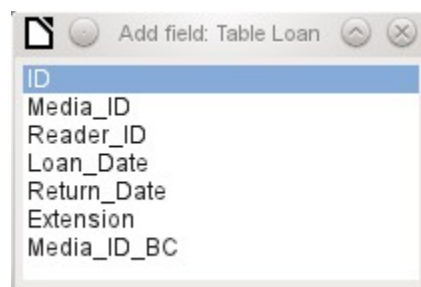 Add field: Table Loan
ID
Media_ID
Reader_ID
Loan_Date
Return_Date
Extension
Media_ID_BC